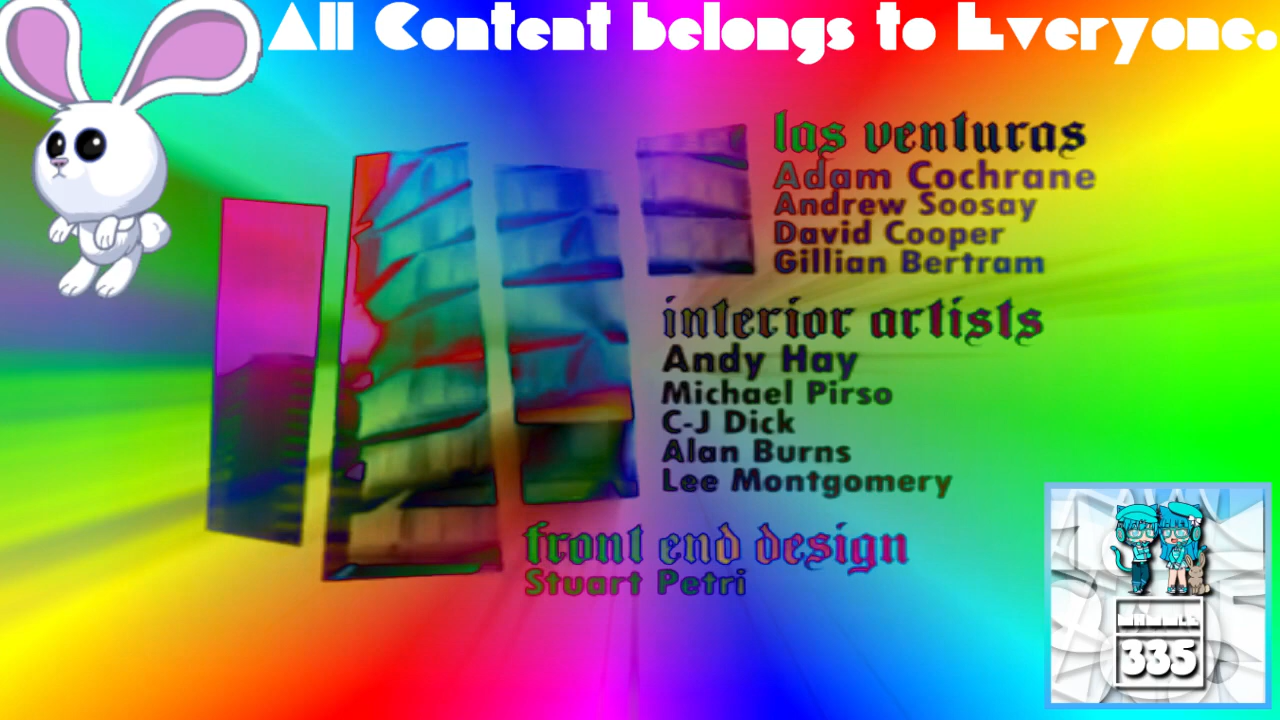 All Content belongs to Everyone.
las venturas
Adam Cochrane
Andrew Soosay
David Cooper
Gillian Bertram
interior artists
Andy Hay
Michael Pirso
C-J Dick
Alan Burns
Lee Montgomery
front end design
Stuart Petri
335